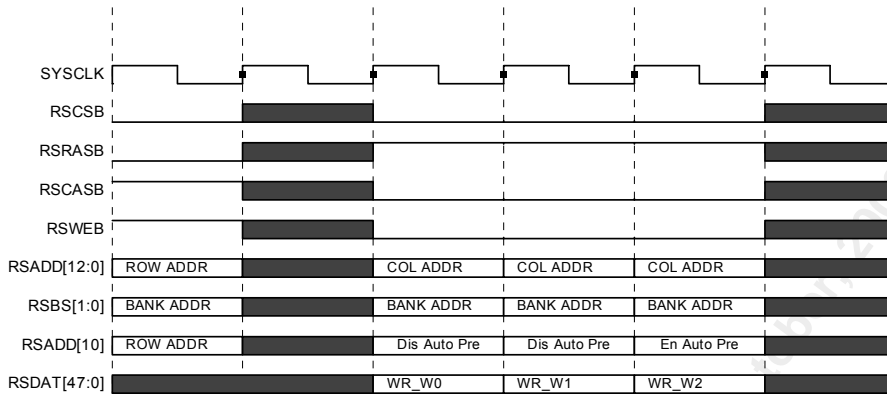 SYSCLK
RSCSB
RSRASB
RSCASB
RSWEB
RSADD[12:0] ROW ADDR COL ADDR COL ADDR COL ADDR
RSBS[1:0] BANK ADDR BANK ADDR BANK ADDR BANK ADDR
RSADD[10] ROW ADDR Dis Auto Pre Dis Auto Pre En Auto Pre
RSDAT[47:0] WR_W0 WR_W1 WR_W2